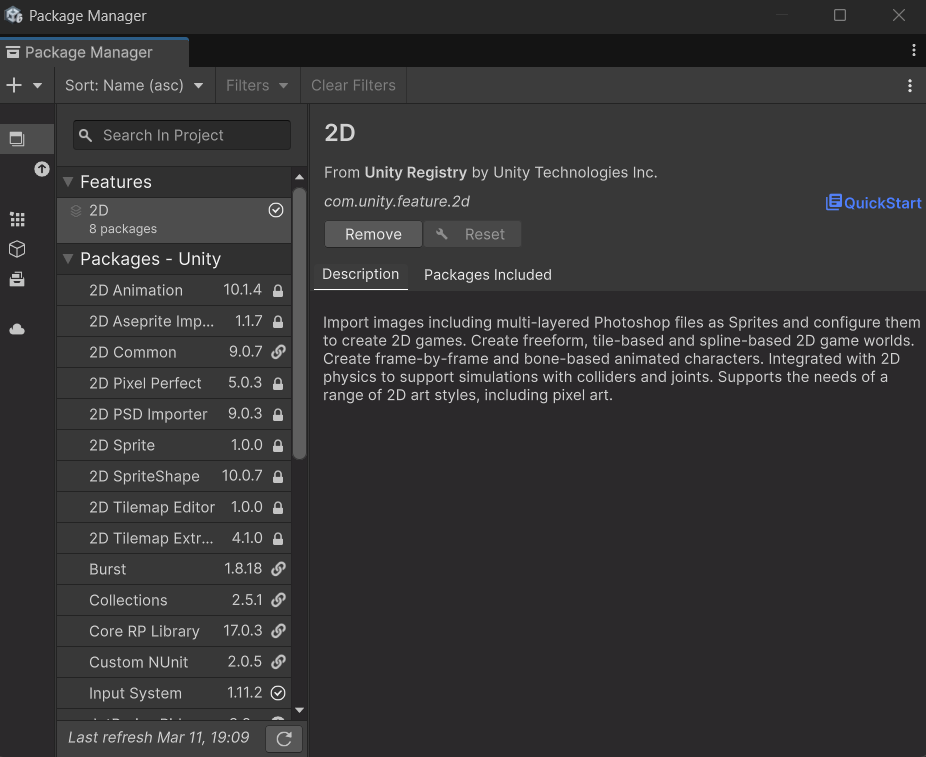 Package Manager
Package Manager
Sort: Name (asc) Filters Clear Filters
Search In Project
Features
2D
8 packages
Packages - Unity
2D Animation 10.1.4
2D Aseprite Imp... 1.1.7
2D Common 9.0.7
2D Pixel Perfect 5.0.3
2D PSD Importer 9.0.3
2D Sprite 1.0.0
2D SpriteShape 10.0.7
2D Tilemap Editor 1.0.0
2D Tilemap Extr... 4.1.0
Burst 1.8.18
Collections 2.5.1
Core RP Library 17.0.3
Custom NUnit 2.0.5
Input System 1.11.2
Last refresh Mar 11, 19:09
2D
From Unity Registry by Unity Technologies Inc.
com.unity.feature.2d
QuickStart
Remove Reset
Description Packages Included
Import images including multi-layered Photoshop files as Sprites and configure them
to create 2D games. Create freeform, tile-based and spline-based 2D game worlds.
Create frame-by-frame and bone-based animated characters. Integrated with 2D
physics to support simulations with colliders and joints. Supports the needs of a
range of 2D art styles, including pixel art.